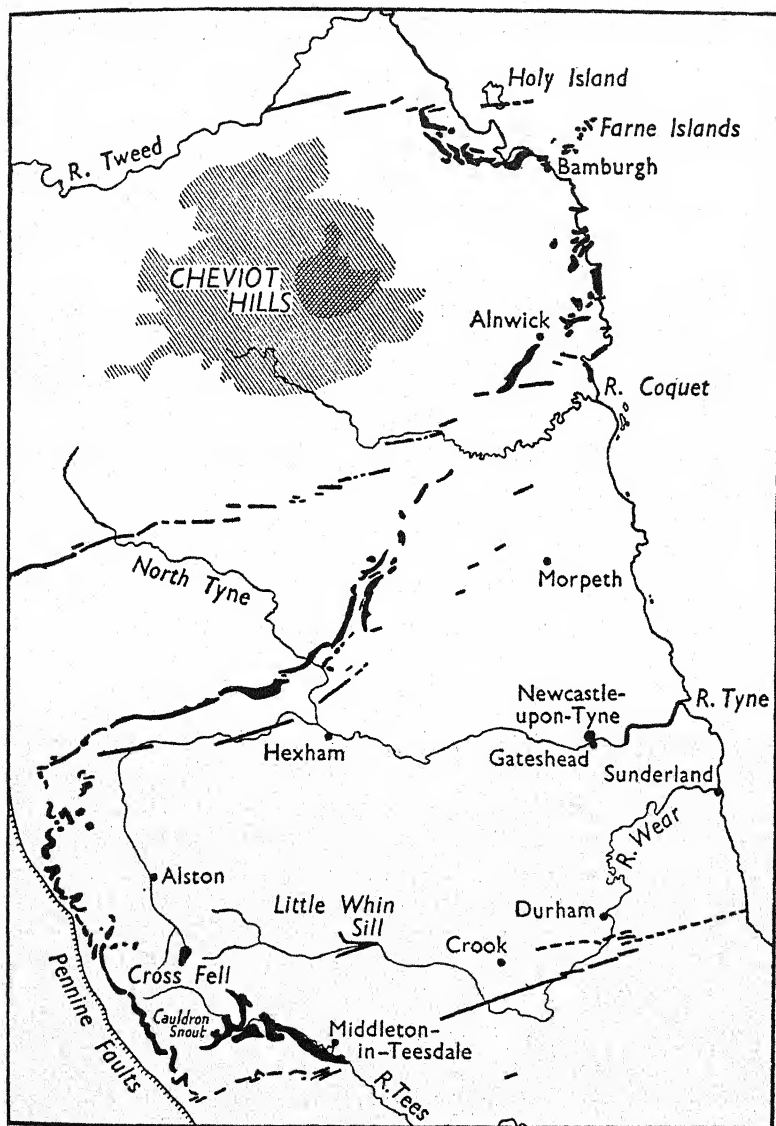 Holy Island
Farne Islands
R. Tweed
Bamburgh
CHEVIOT
HILLS
Alnwick
R. Coquet
North Tyne
Morpeth
Newcastle-
upon-Tyne
R. Tyne
Hexham
Gateshead
Sunderland
R. Wear
Alston
Little Whin
Sill
Durham
Crook
Cross Fell
Pennine Faults
Cauldron
Snout
Middleton-
in-Teesdale
R. Tees